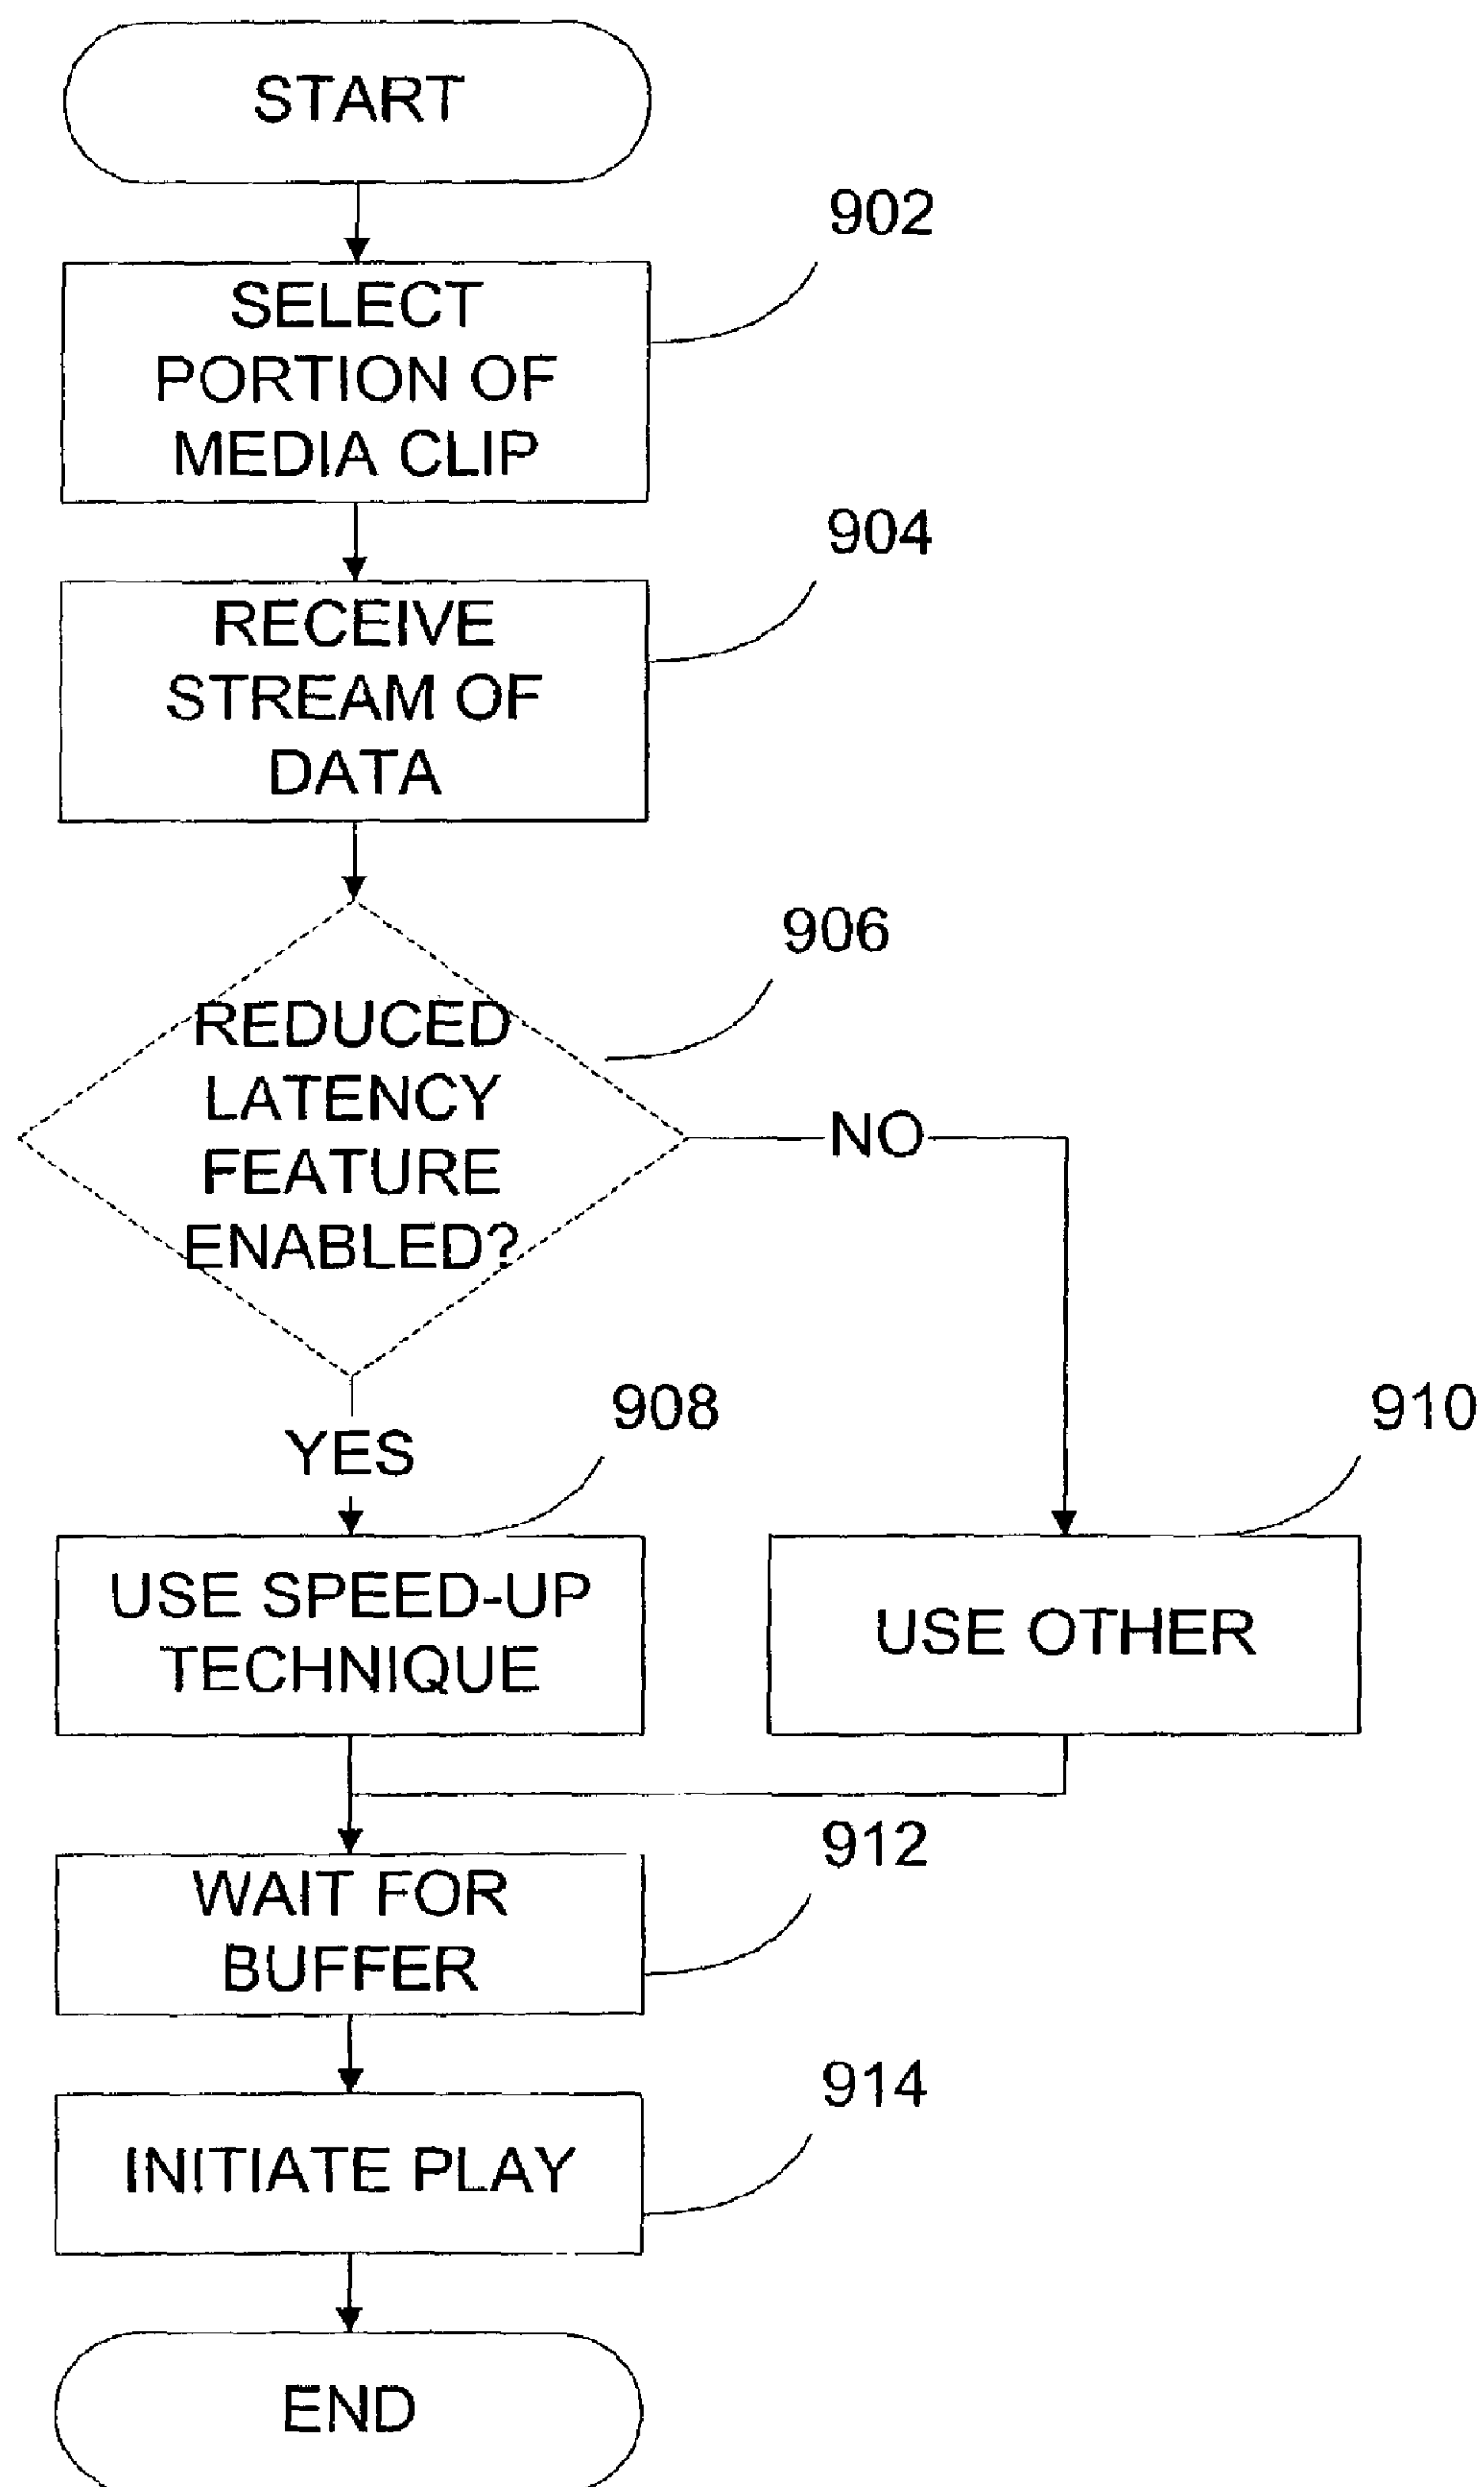 START
902
SELECT
PORTION OF
MEDIA CLIP
904
RECEIVE
STREAM OF
DATA
906
REDUCED
LATENCY
FEATURE
ENABLED?
NO
YES
908
910
USE SPEED-UP
TECHNIQUE
USE OTHER
912
WAIT FOR
BUFFER
914
INITIATE PLAY
END